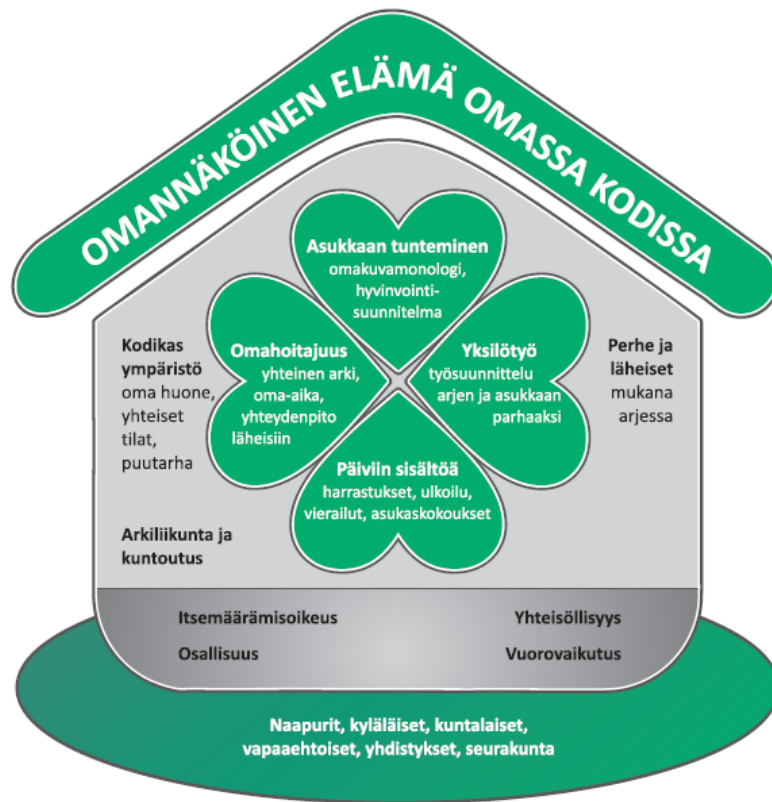 OMANNÄKÖINEN ELÄMÄ OMASSA KODISSA
Asukkaan tunteminen
omakuvamonologi,
hyvinvointi-
suunnitelma
Kodikas
ympäristö
oma huone,
yhteiset
tilat,
puutarha
Omahoitajuus
yhteinen arki,
oma-aika,
yhteydenpito
läheisiin
Yksilötyö
työsuunnittelu
arjen ja asukkaan
parhaaksi
Perhe ja
läheiset
mukana
arjessa
Päiviin sisältöä
harrastukset, ulkoilu,
vierailut, asukaskokoukset
Arkiliikunta ja
kuntoutus
Itsemäärämisoikeus
Yhteisöllisyys
Osallisuus
Vuorovaikutus
Naapurit, kyläläiset, kuntalaiset,
vapaaehtoiset, yhdistykset, seurakunta